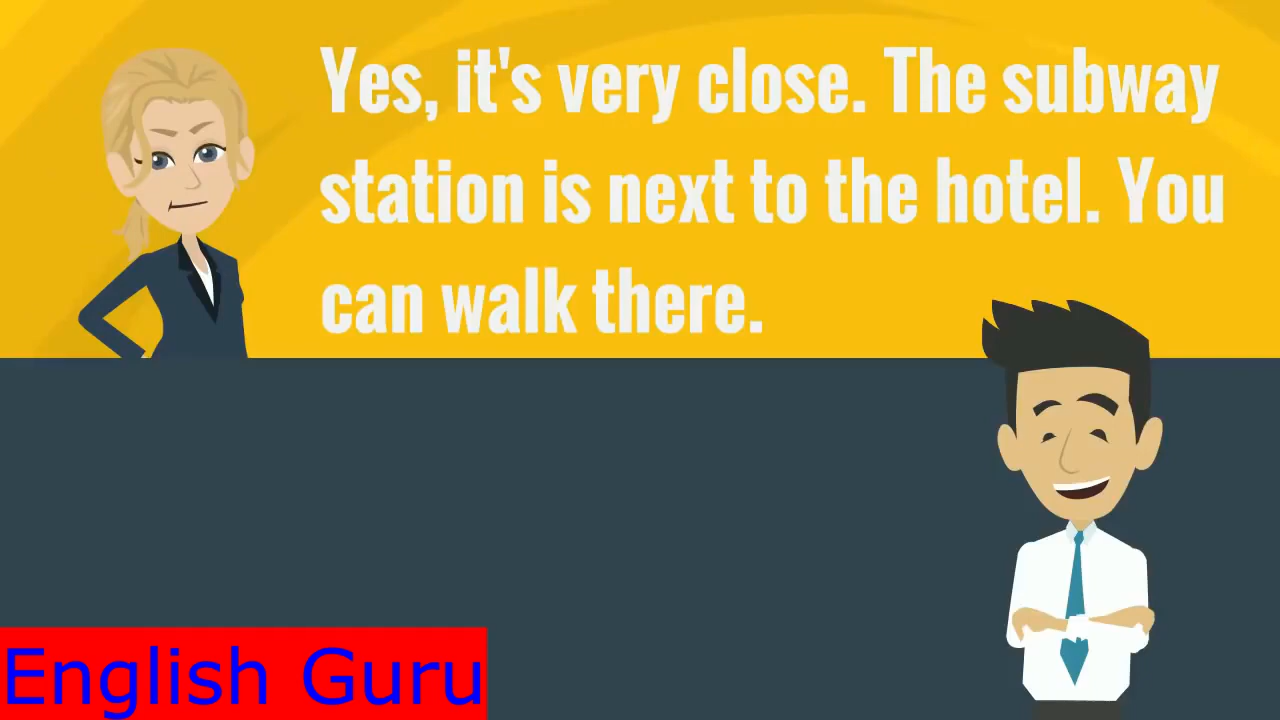 Yes, it's very close. The subway
station is next to the hotel. You
can walk there.
English Guru